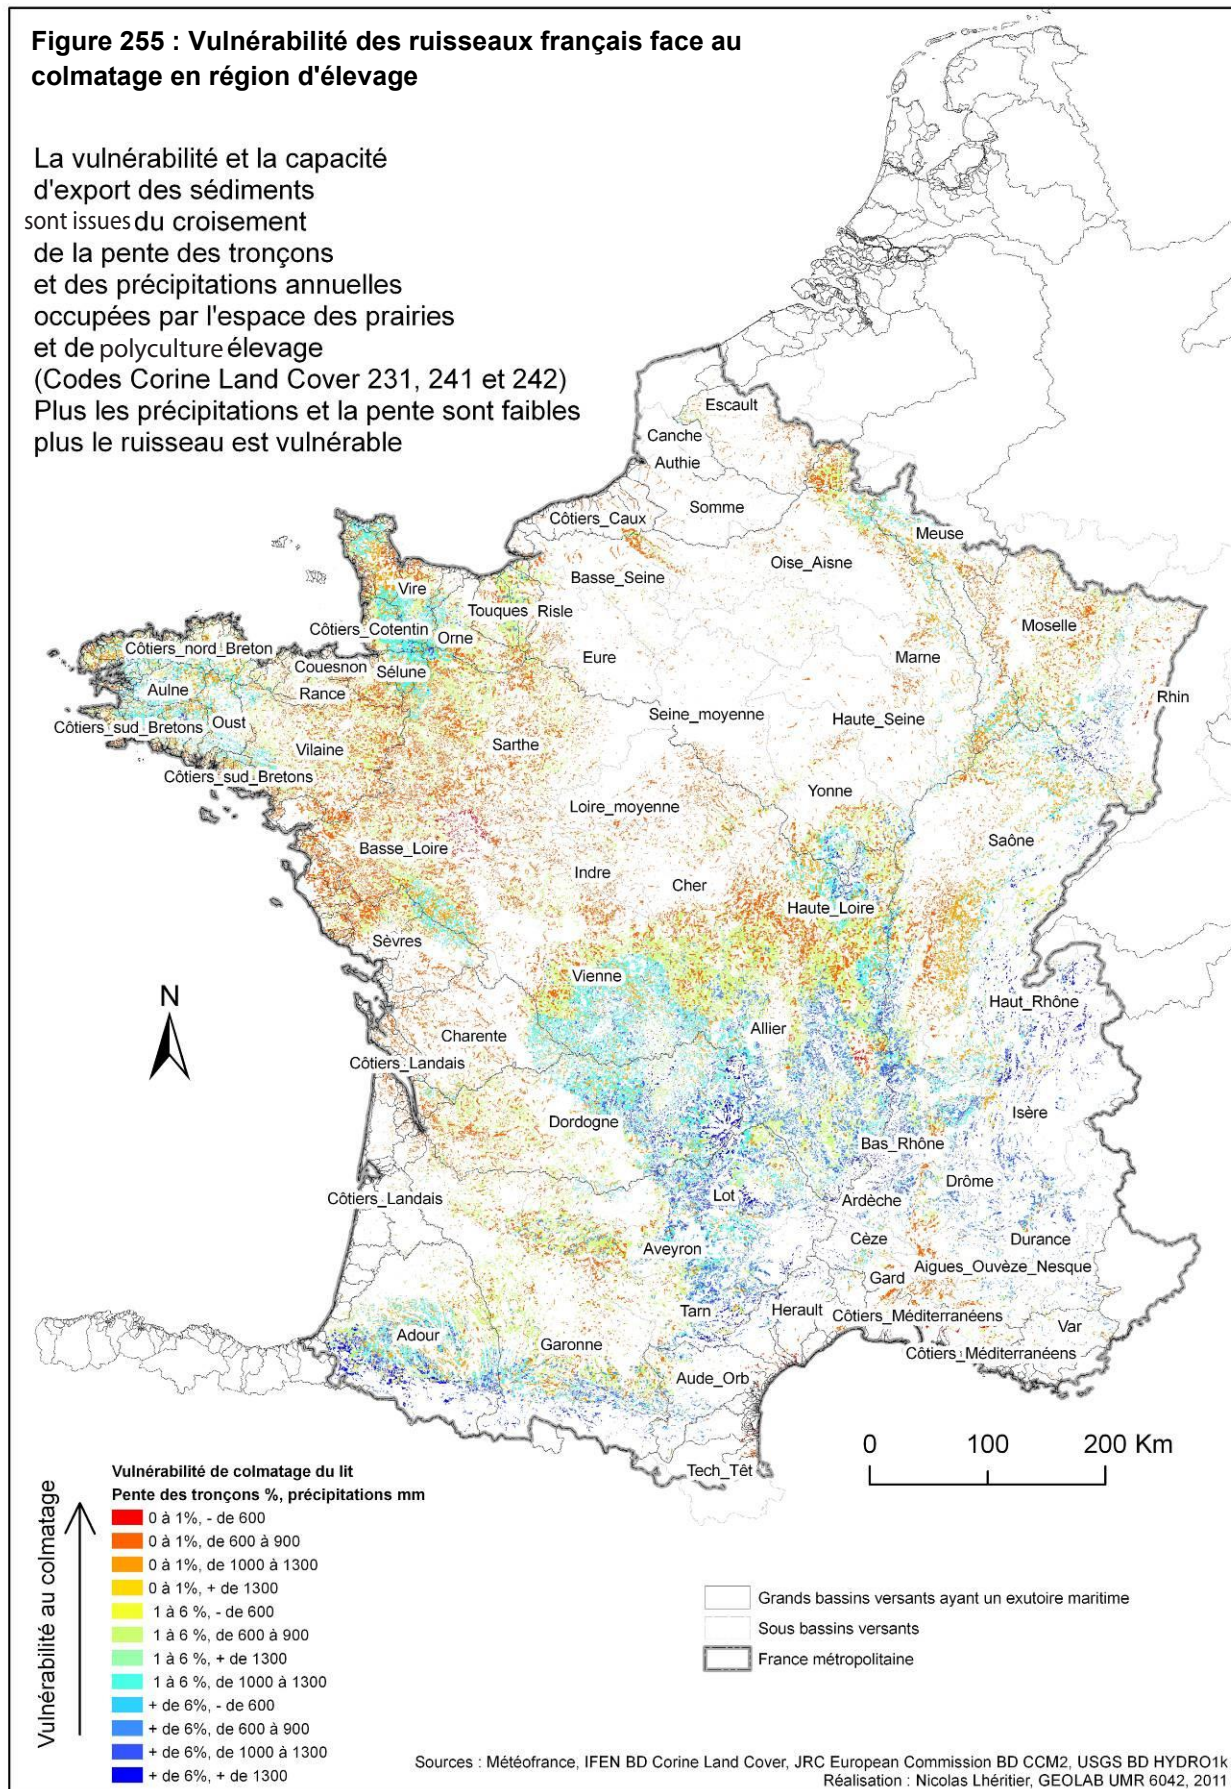 Figure 255 : Vulnérabilité des ruisseaux français face au
colmatage en région d'élevage
La vulnérabilité et la capacité
d'export des sédiments
sont issues du croisement
de la pente des tronçons
et des précipitations annuelles
occupées par l'espace des prairies
et de polyculture élevage
(Codes Corine Land Cover 231, 241 et 242)
Plus les précipitations et la pente sont faibles
plus le ruisseau est vulnérable
Escault
Canche
Authie
Somme
Côtiers_Caux
Meuse
Oise_Aisne
Basse_Seine
Vire
Touques_Risle
Moselle
Côtiers_Cotentin
Orne
Côtiers_nord_Breton
Eure
Marne
Couesnon
Sélune
Aulne
Rance
Rhin
Côtiers_sud_Bretons
Oust
Seine_moyenne
Haute_Seine
Vilaine
Sarthe
Côtiers_sud_Bretons
Yonne
Loire_moyenne
Saône
Basse_Loire
Indre
Cher
Haute_Loire
Sèvres
Vienne
N
Haut_Rhône
Allier
Charente
Côtiers_Landais
Isère
Dordogne
Bas_Rhône
Drôme
Côtiers_Landais
Lot
Ardèche
Cèze
Durance
Aveyron
Aigues_Ouvèze_Nesque
Gard
Tarn
Herault
Côtiers_Méditerranéens
Var
Adour
Garonne
Côtiers_Méditerranéens
Aude_Orb
Tech_Têt
0 100 200 Km
Vulnérabilité au colmatage
Vulnérabilité de colmatage du lit
Pente des tronçons %, précipitations mm
0 à 1%, - de 600
0 à 1%, de 600 à 900
0 à 1%, de 1000 à 1300
0 à 1%, + de 1300
1 à 6 %, - de 600
1 à 6 %, de 600 à 900
1 à 6 %, + de 1300
1 à 6 %, de 1000 à 1300
+ de 6%, - de 600
+ de 6%, de 600 à 900
+ de 6%, de 1000 à 1300
+ de 6%, + de 1300
Grands bassins versants ayant un exutoire maritime
Sous bassins versants
France métropolitaine
Sources : Météofrance, IFEN BD Corine Land Cover, JRC European Commission BD CCM2, USGS BD HYDRO1k
Réalisation : Nicolas Lhéritier, GEOLAB UMR 6042, 2011